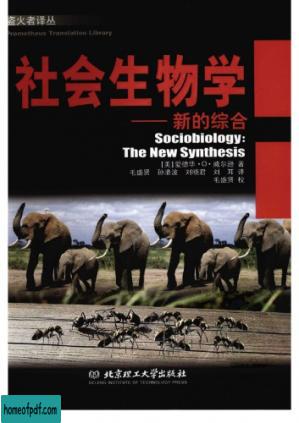 盗火者译丛
Prometheus Translation Library
社会生物学
——新的综合
Sociobiology:
The New Synthesis
[美]爱德华·O·威尔逊 著
毛盛贤 孙港波 刘晓君 刘耳 译
毛盛贤 校
北京理工大学出版社
BEIJING INSTITUTE OF TECHNOLOGY PRESS
homeofpdf.com
homeofpdf.com